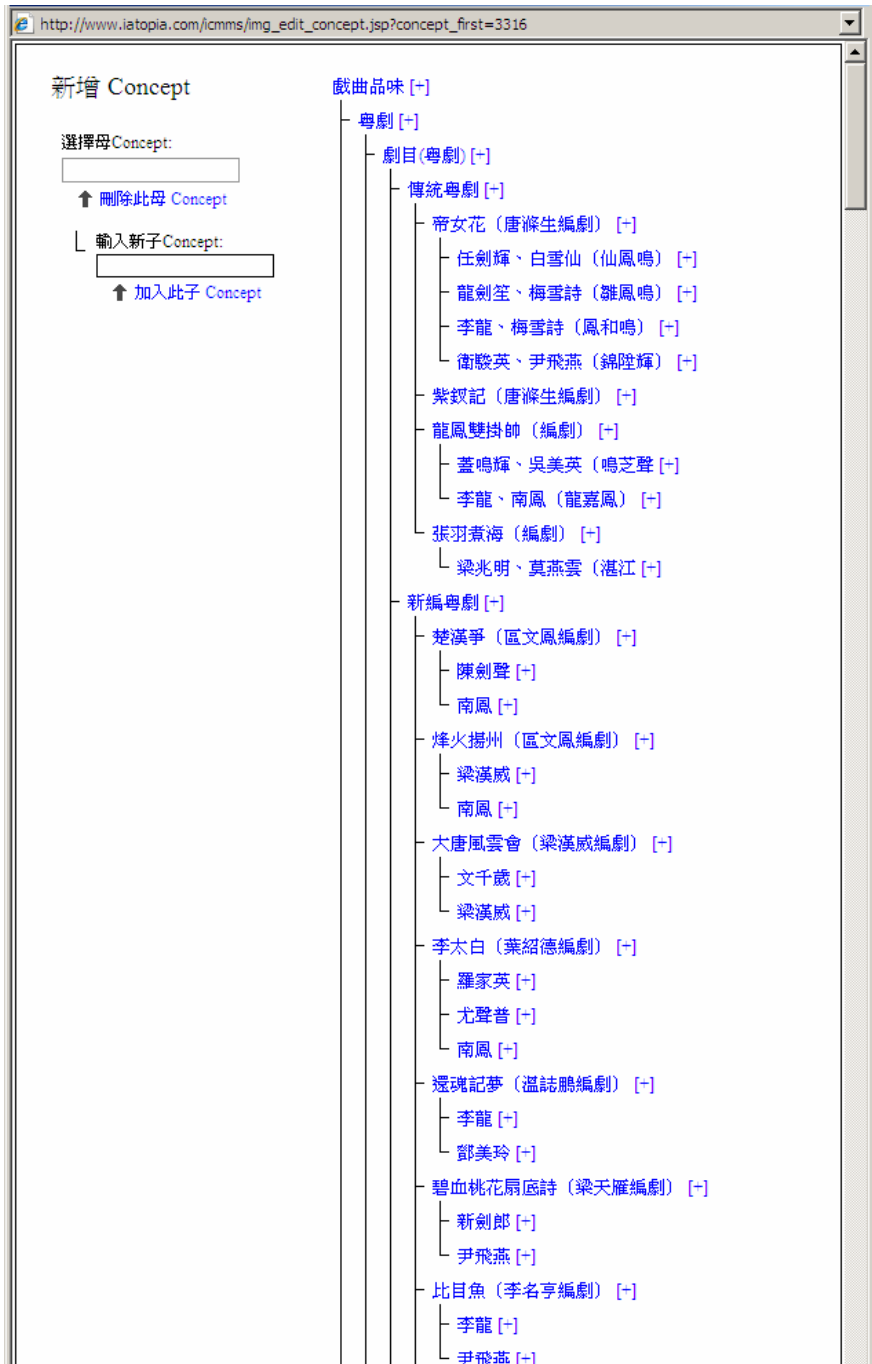 http://www.iatopia.com/icmms/img_edit_concept.jsp?concept_first=3316
新增 Concept
選擇母Concept:
刪除此母 Concept
輸入新子Concept:
加入此子 Concept
戲曲品味 [+]
粵劇 [+]
劇目(粵劇) [+]
傳統粵劇 [+]
帝女花（唐滌生編劇） [+]
任劍輝、白雪仙（仙鳳鳴） [+]
龍劍笙、梅雪詩（雛鳳鳴） [+]
李龍、梅雪詩（鳳和鳴） [+]
衛駿英、尹飛燕（錦陞輝） [+]
紫釵記（唐滌生編劇） [+]
龍鳳雙掛帥（編劇） [+]
蓋鳴輝、吳美英（鳴芝聲 [+]
李龍、南鳳（龍嘉鳳） [+]
張羽煮海（編劇） [+]
梁兆明、莫燕雲（湛江 [+]
新編粵劇 [+]
楚漢爭（區文鳳編劇） [+]
陳劍聲 [+]
南鳳 [+]
烽火揚州（區文鳳編劇） [+]
梁漢威 [+]
南鳳 [+]
大唐風雲會（梁漢威編劇） [+]
文千歲 [+]
梁漢威 [+]
李太白（葉紹德編劇） [+]
羅家英 [+]
尤聲普 [+]
南鳳 [+]
還魂記夢（溫誌鵬編劇） [+]
李龍 [+]
鄧美玲 [+]
碧血桃花扇底詩（梁天雁編劇） [+]
新劍郎 [+]
尹飛燕 [+]
比目魚（李名亨編劇） [+]
李龍 [+]
尹飛燕 [+]